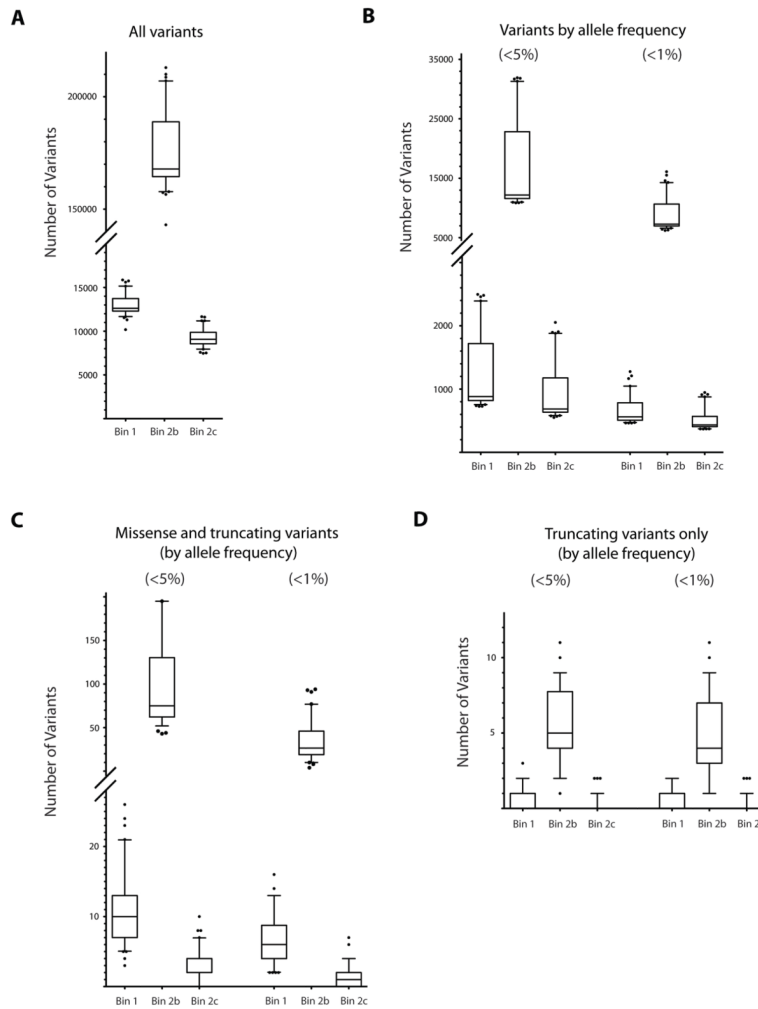 A
All variants
Number of Variants
200000
150000
15000
10000
5000
Bin 1 Bin 2b Bin 2c
B
Variants by allele frequency
(<5%) (<1%)
Number of Variants
35000
25000
15000
5000
2000
1000
Bin 1 Bin 2b Bin 2c Bin 1 Bin 2b Bin 2c
C
Missense and truncating variants
(by allele frequency)
(<5%) (<1%)
Number of Variants
150
100
50
20
10
Bin 1 Bin 2b Bin 2c Bin 1 Bin 2b Bin 2c
D
Truncating variants only
(by allele frequency)
(<5%) (<1%)
Number of Variants
10
5
Bin 1 Bin 2b Bin 2c Bin 1 Bin 2b Bin 2